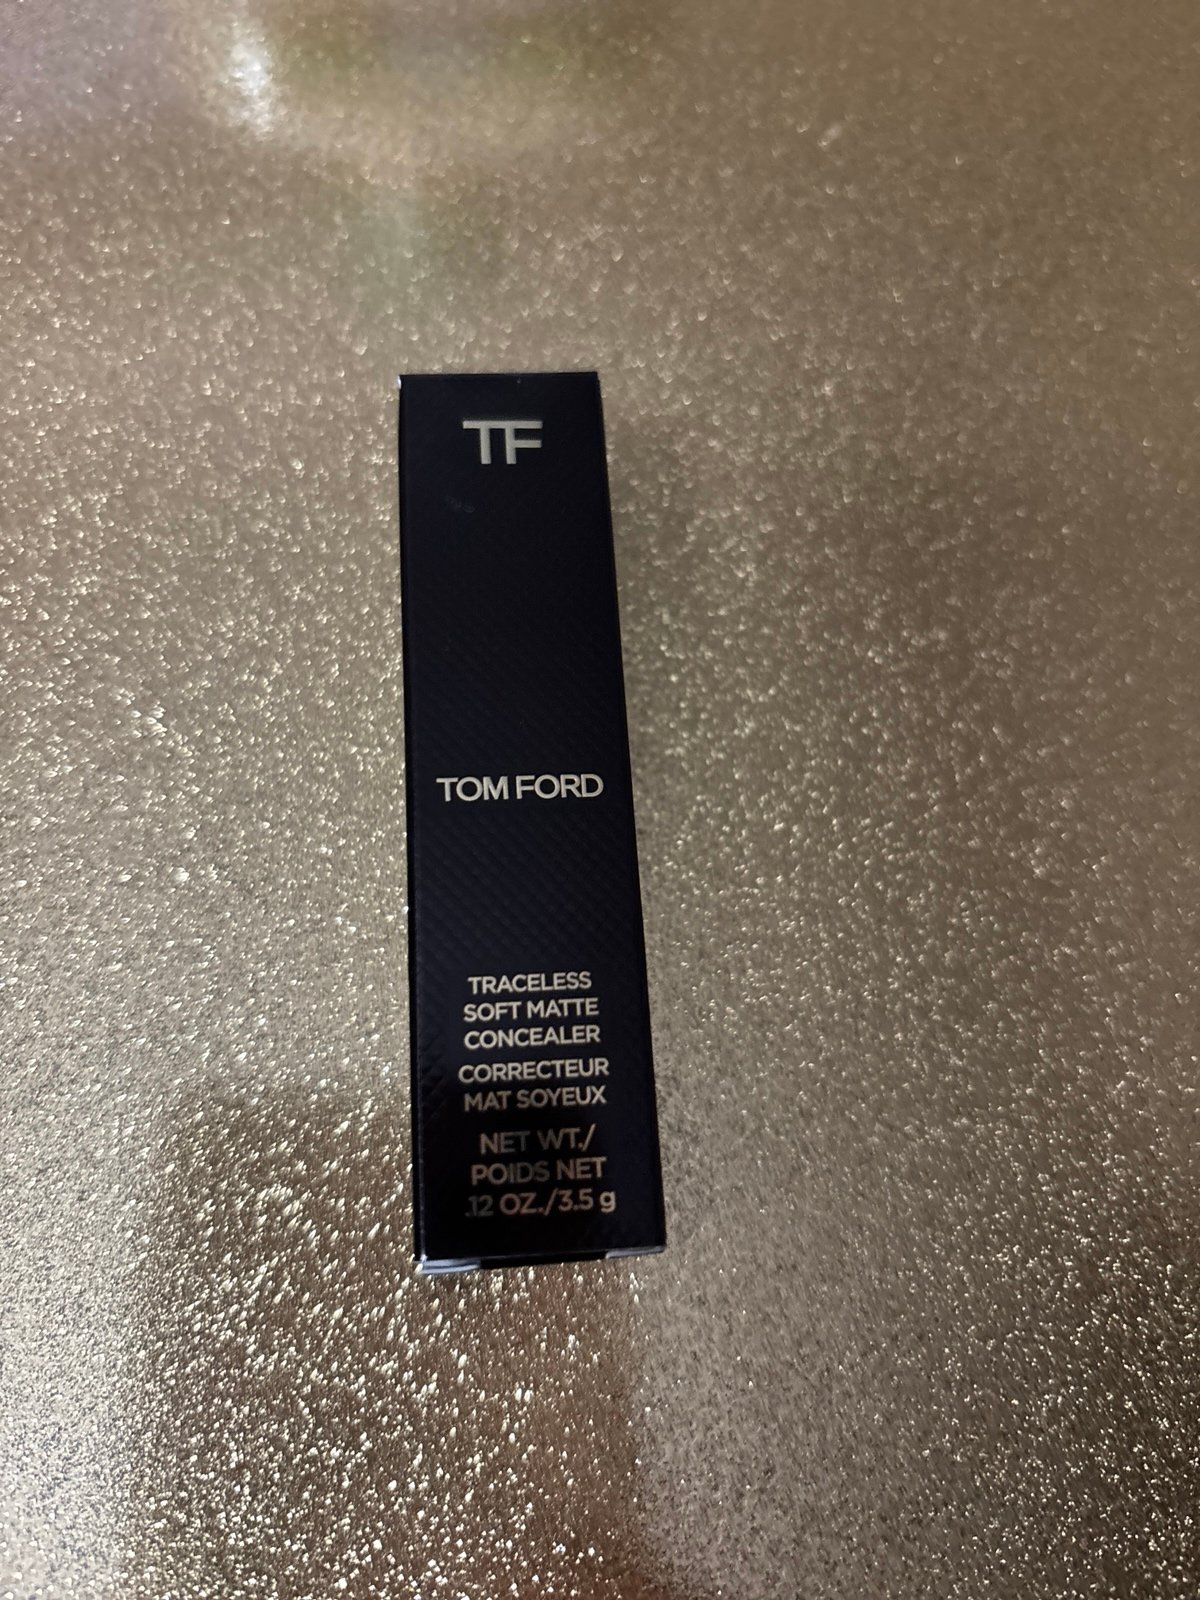 TF
TOM FORD
TRACELESS
SOFT MATTE
CONCEALER
CORRECTEUR
MAT SOYEUX
NET WT./
POIDS NET
.12 OZ./3.5 g